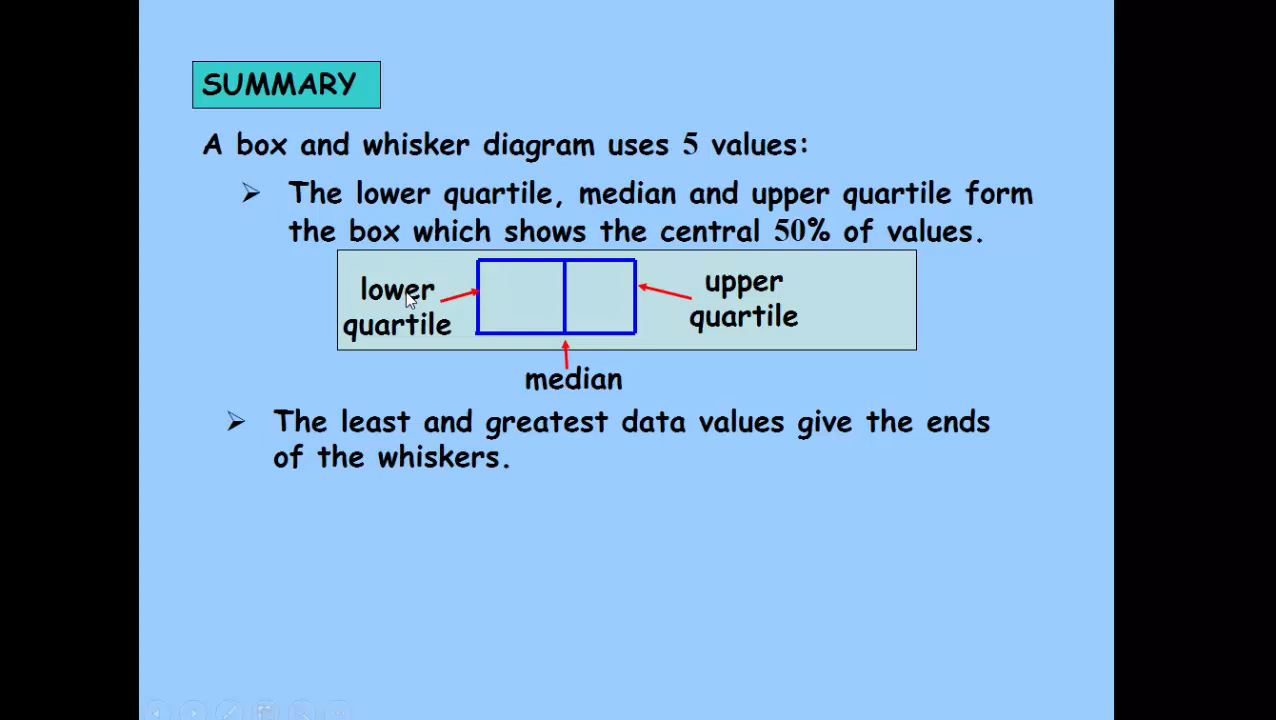 SUMMARY
A box and whisker diagram uses 5 values:
➢ The lower quartile, median and upper quartile form
the box which shows the central 50% of values.
lower
quartile
upper
quartile
median
➢ The least and greatest data values give the ends
of the whiskers.